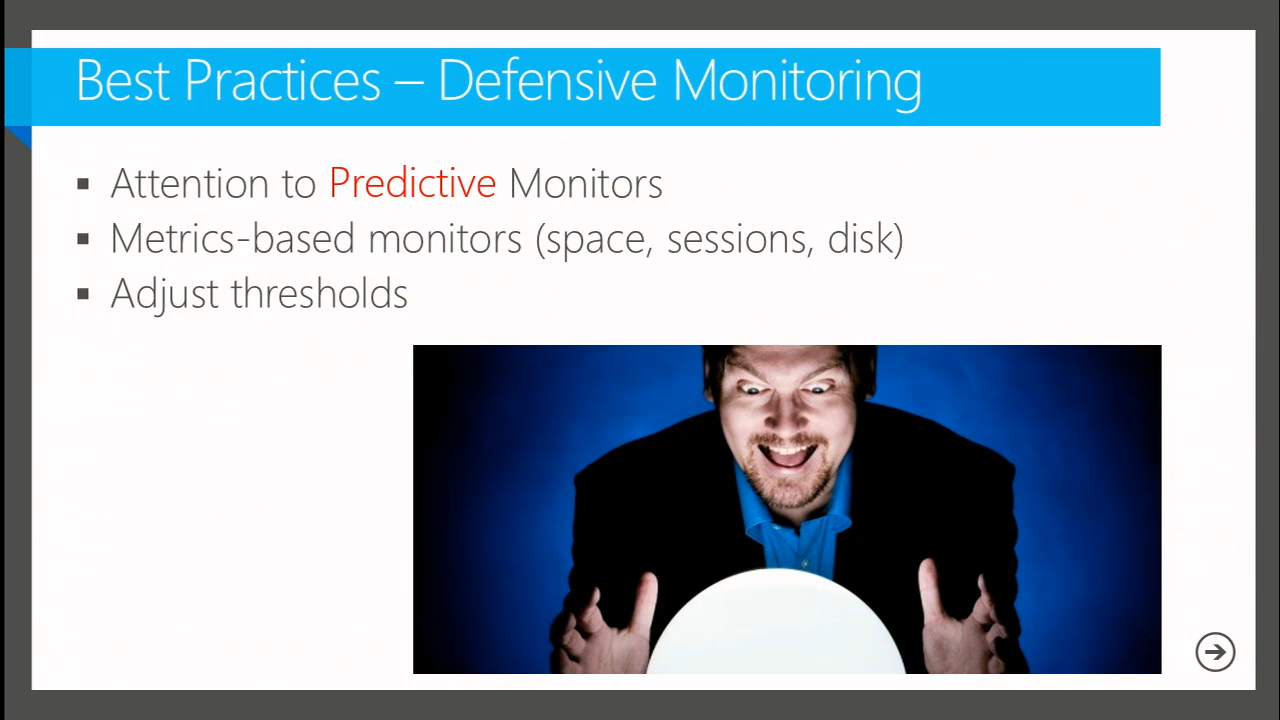 Best Practices – Defensive Monitoring
▪ Attention to Predictive Monitors
▪ Metrics-based monitors (space, sessions, disk)
▪ Adjust thresholds